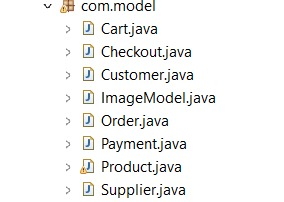 com.model
Cart.java
Checkout.java
Customer.java
ImageModel.java
Order.java
Payment.java
Product.java
Supplier.java